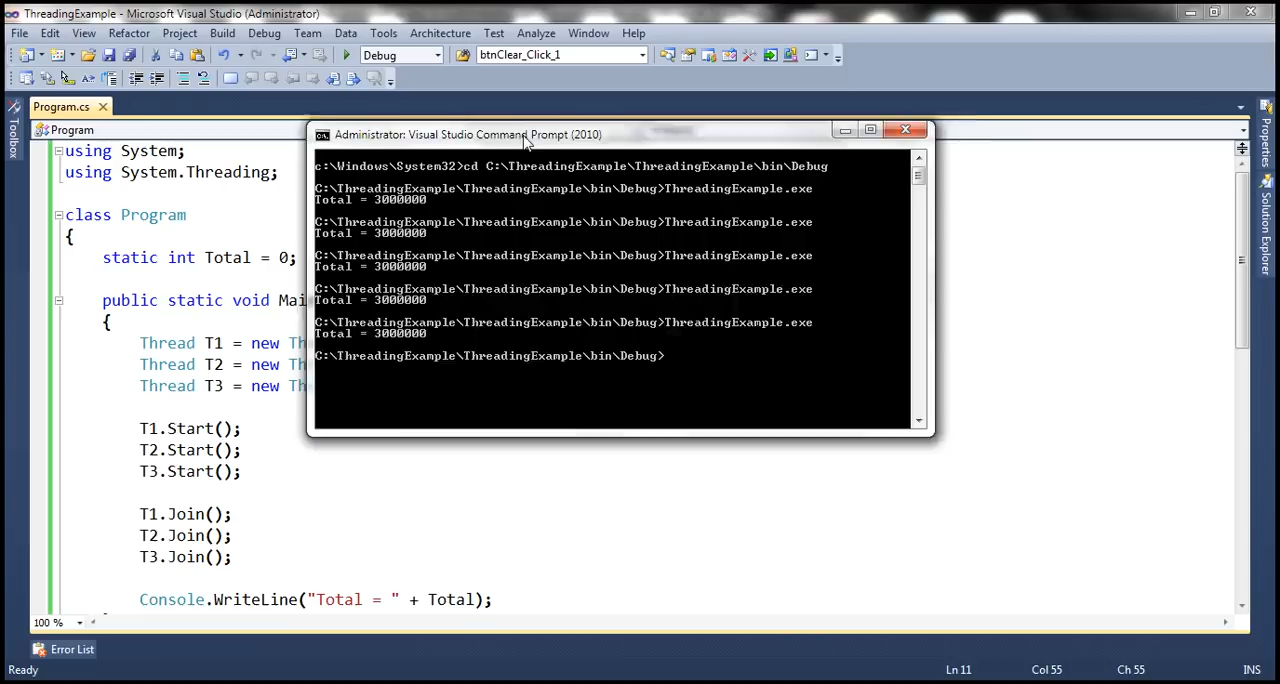 ThreadingExample - Microsoft Visual Studio (Administrator)
File Edit View Refactor Project Build Debug Team Data Tools Architecture Test Analyze Window Help
Debug btnClear_Click_1
Program.cs
Program
Toolbox
Properties
Solution Explorer
using System;
using System.Threading;
class Program
{
static int Total = 0;
public static void Mai
{
Thread T1 = new Th
Thread T2 = new Th
Thread T3 = new Th
T1.Start();
T2.Start();
T3.Start();
T1.Join();
T2.Join();
T3.Join();
Console.WriteLine("Total = " + Total);
Administrator: Visual Studio Command Prompt (2010)
c:\Windows\System32>cd C:\ThreadingExample\ThreadingExample\bin\Debug
C:\ThreadingExample\ThreadingExample\bin\Debug>ThreadingExample.exe
Total = 3000000
C:\ThreadingExample\ThreadingExample\bin\Debug>ThreadingExample.exe
Total = 3000000
C:\ThreadingExample\ThreadingExample\bin\Debug>ThreadingExample.exe
Total = 3000000
C:\ThreadingExample\ThreadingExample\bin\Debug>ThreadingExample.exe
Total = 3000000
C:\ThreadingExample\ThreadingExample\bin\Debug>ThreadingExample.exe
Total = 3000000
C:\ThreadingExample\ThreadingExample\bin\Debug>
100 %
Error List
Ready Ln 11 Col 55 Ch 55 INS